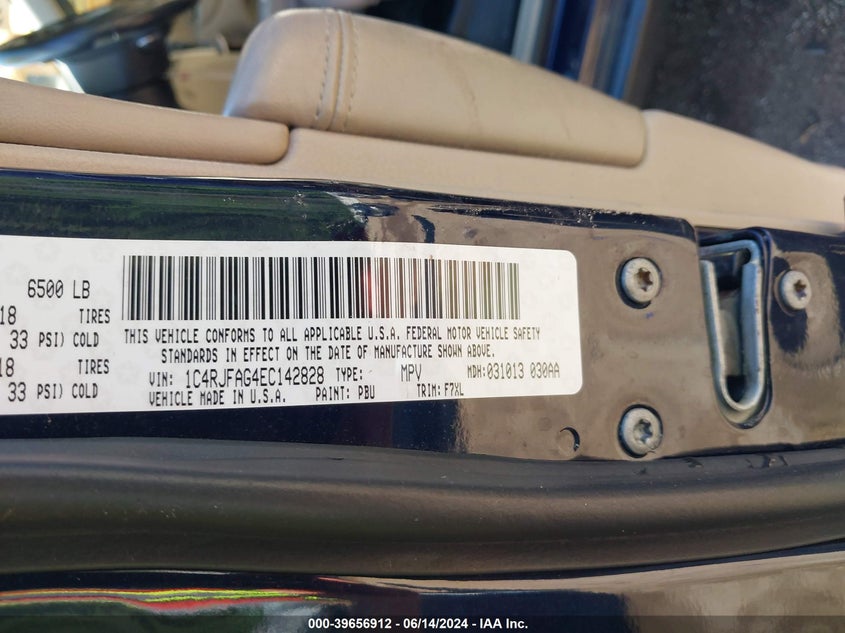 6500 LB
18 TIRES
33 PSI) COLD
18 TIRES
33 PSI) COLD
THIS VEHICLE CONFORMS TO ALL APPLICABLE U.S.A. FEDERAL MOTOR VEHICLE SAFETY
STANDARDS IN EFFECT ON THE DATE OF MANUFACTURE SHOWN ABOVE.
VIN: 1C4RJFAG4EC142828 TYPE: MPV MDH: 031013 030AA
VEHICLE MADE IN U.S.A. PAINT: PBU TRIM: F7XL
000-39656912 - 06/14/2024 - IAA Inc.